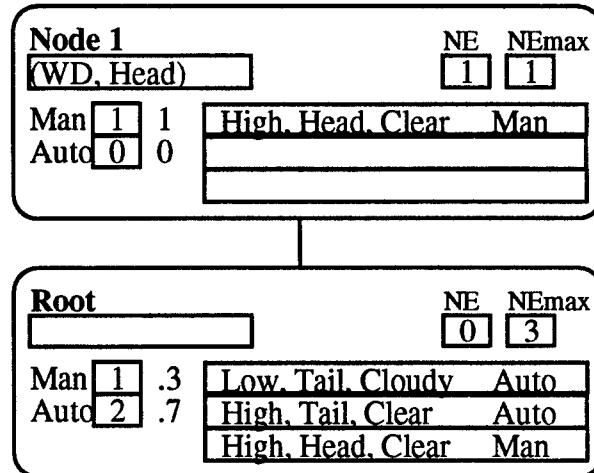 Node 1 NE NEmax
(WD, Head) 1 1
Man 1 1 High, Head, Clear Man
Auto 0 0
Root NE NEmax
0 3
Man 1 .3 Low, Tail, Cloudy Auto
Auto 2 .7 High, Tail, Clear Auto
High, Head, Clear Man